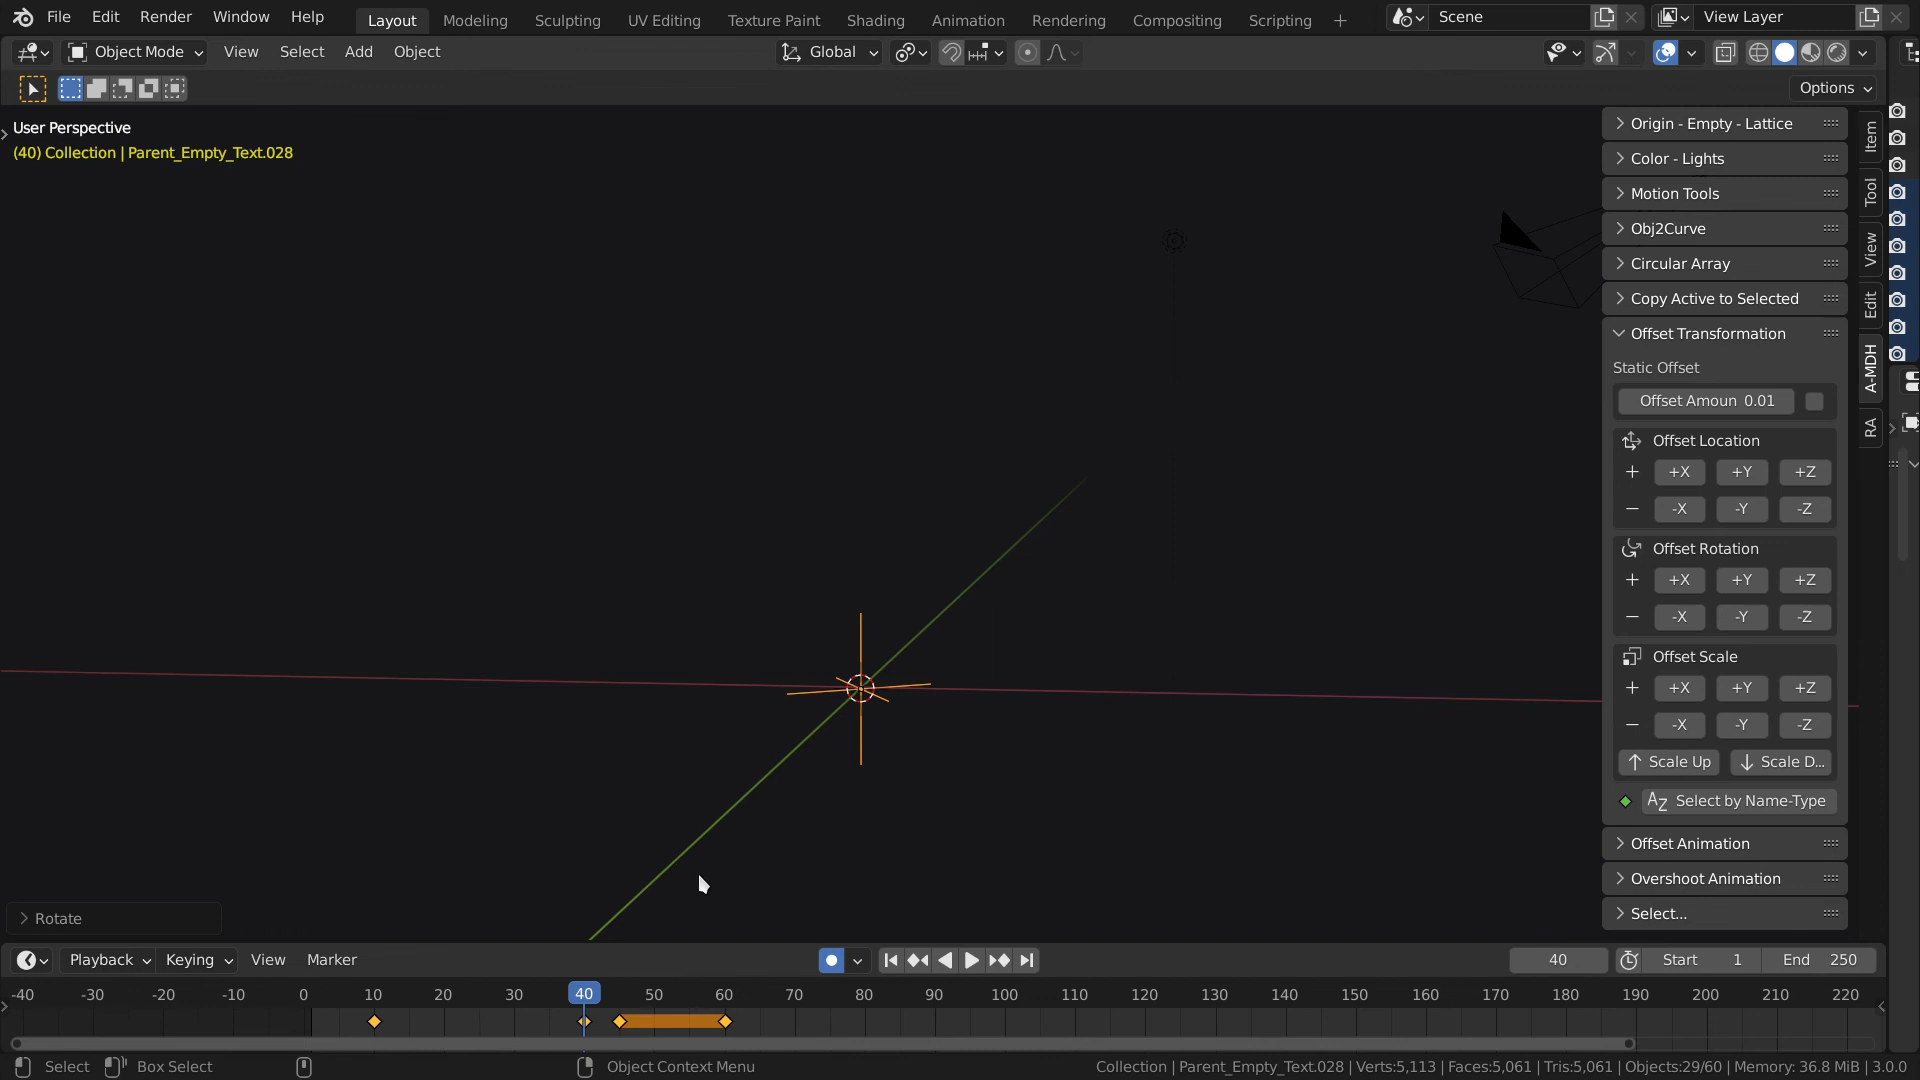 File Edit Render Window Help Layout Modeling Sculpting UV Editing Texture Paint Shading Animation Rendering Compositing Scripting + Scene View Layer
Object Mode View Select Add Object Global
Options
User Perspective
(40) Collection | Parent_Empty_Text.028
Origin - Empty - Lattice
Color - Lights
Motion Tools
Obj2Curve
Circular Array
Copy Active to Selected
Offset Transformation
Static Offset
Offset Amoun 0.01
Offset Location
+ +X +Y +Z
− -X -Y -Z
Offset Rotation
+ +X +Y +Z
− -X -Y -Z
Offset Scale
+ +X +Y +Z
− -X -Y -Z
Scale Up Scale D...
AZ Select by Name-Type
Offset Animation
Overshoot Animation
Select...
Item
Tool
View
Edit
A-MDH
RA
Rotate
Playback Keying View Marker 40 Start 1 End 250
-40 -30 -20 -10 0 10 20 30 40 50 60 70 80 90 100 110 120 130 140 150 160 170 180 190 200 210 220
Select Box Select Object Context Menu Collection | Parent_Empty_Text.028 | Verts:5,113 | Faces:5,061 | Tris:5,061 | Objects:29/60 | Memory: 36.8 MiB | 3.0.0